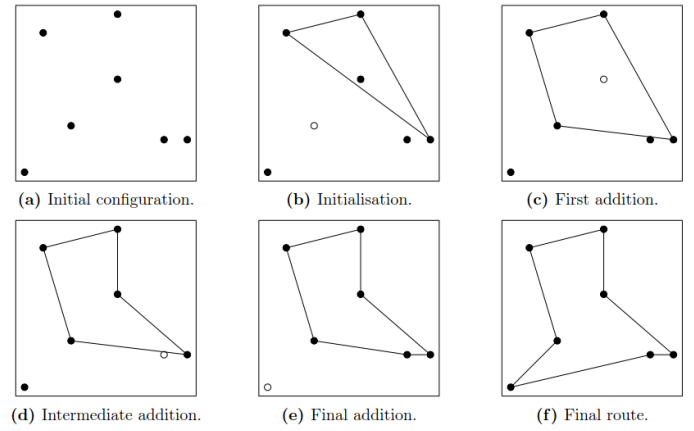 (a) Initial configuration.
(b) Initialisation.
(c) First addition.
(d) Intermediate addition.
(e) Final addition.
(f) Final route.